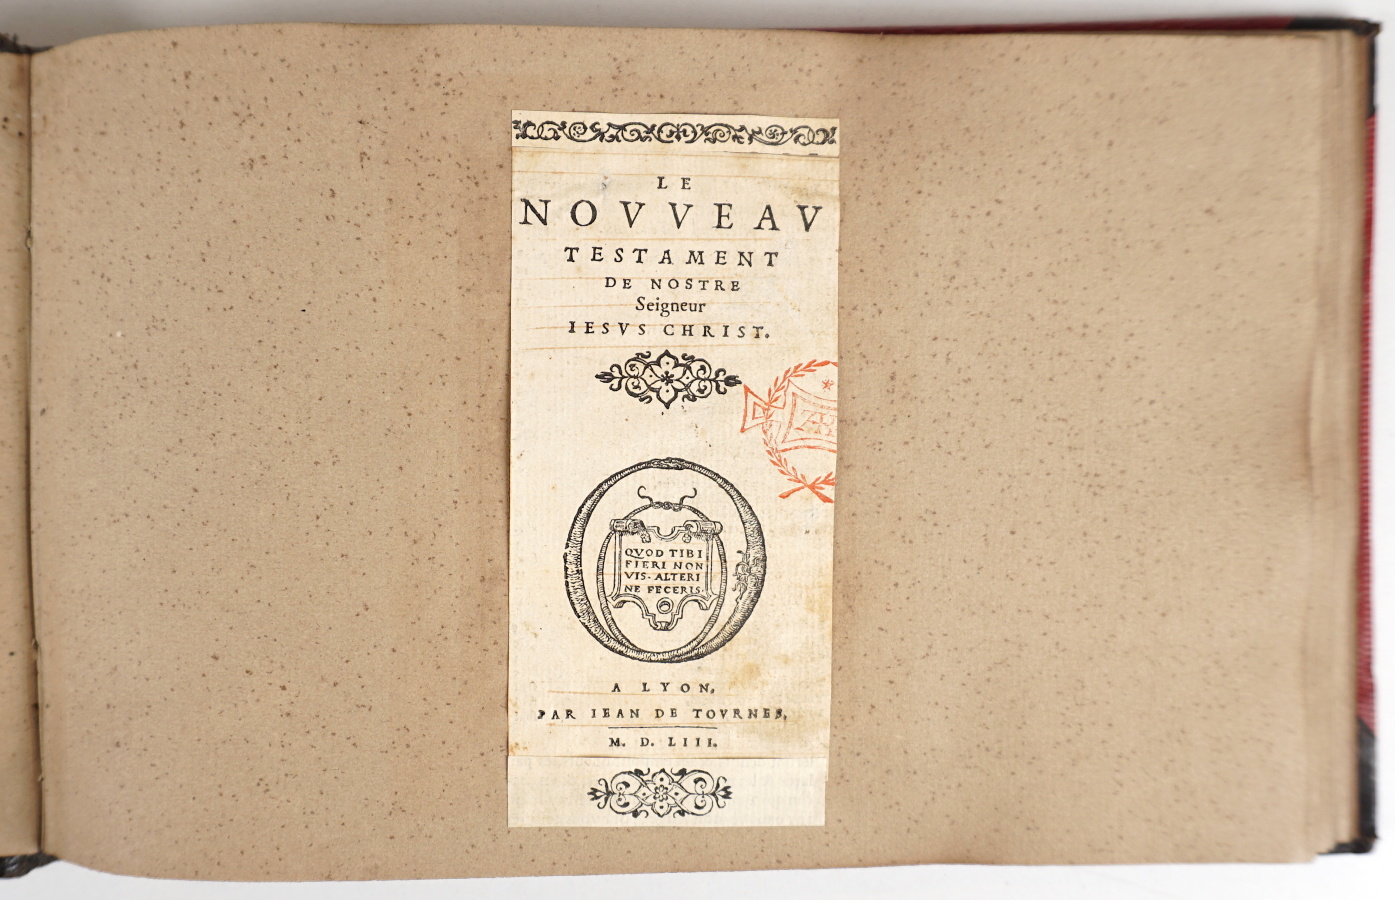 LE
NOVVEAV
TESTAMENT
DE NOSTRE
Seigneur
IESVS CHRIST.
QVOD TIBI
FIERI NON
VIS·ALTERI
NE FECERIS·
A LYON,
PAR IEAN DE TOVRNES,
M. D. LIII.